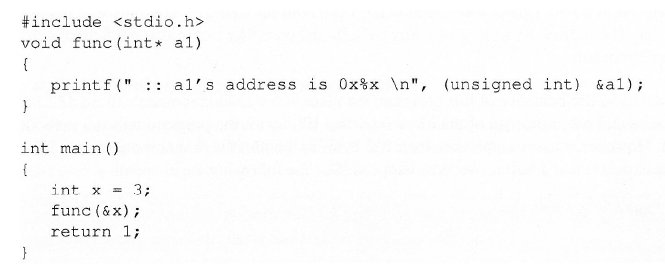 #include <stdio.h>
void func(int* a1)
{
printf(" :: a1's address is 0x%x \n", (unsigned int) &a1);
}
int main()
{
int x = 3;
func(&x);
return 1;
}